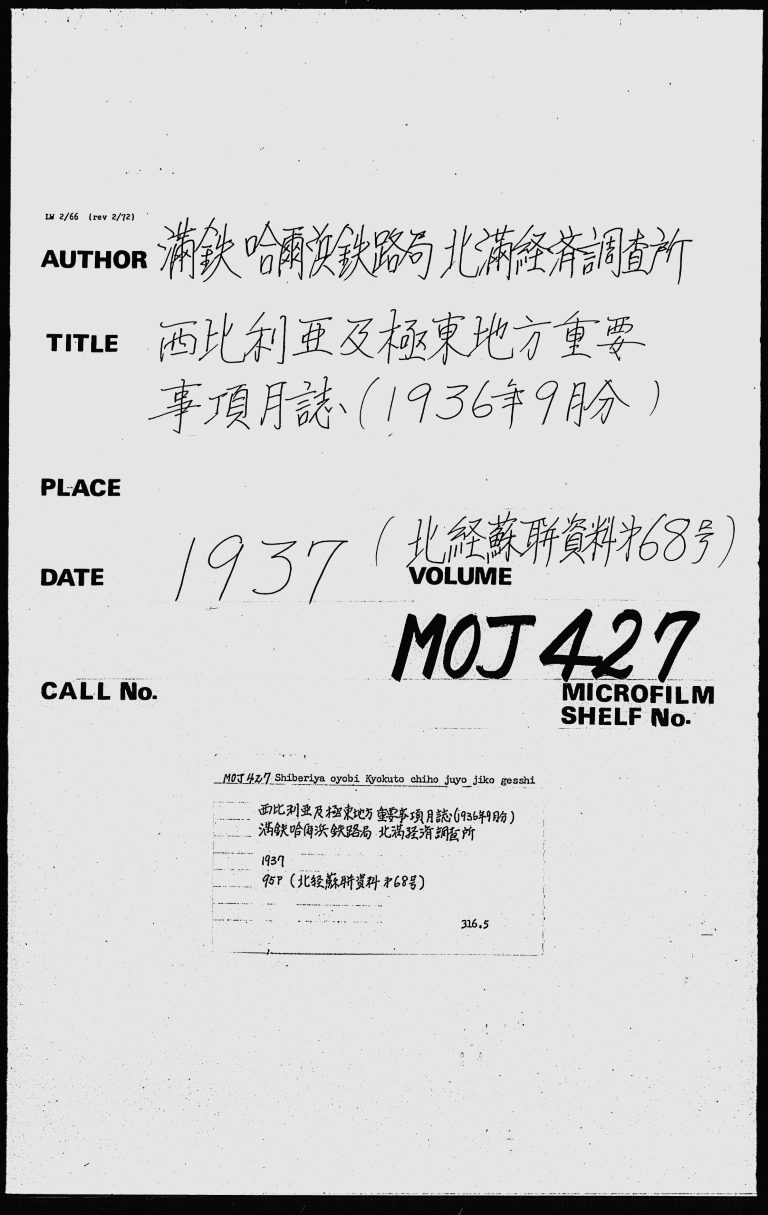 LW 2/66 (rev 2/72)
AUTHOR 満鉄哈爾浜鉄路局北満経済調査所
TITLE 西比利亜及極東地方重要
事項月誌(1936年9月分)
PLACE
(北経蘇聯資料第68号)
DATE 1937 VOLUME
MOJ 427
CALL No. MICROFILM
SHELF No.
MOJ 427 Shiberiya oyobi Kyokuto chiho juyo jiko gesshi
西比利亜及極東地方重要事項月誌(1936年9月分)
満鉄哈爾浜鉄路局 北満経済調査所
1937
95P (北経蘇聯資料第68号)
316.5